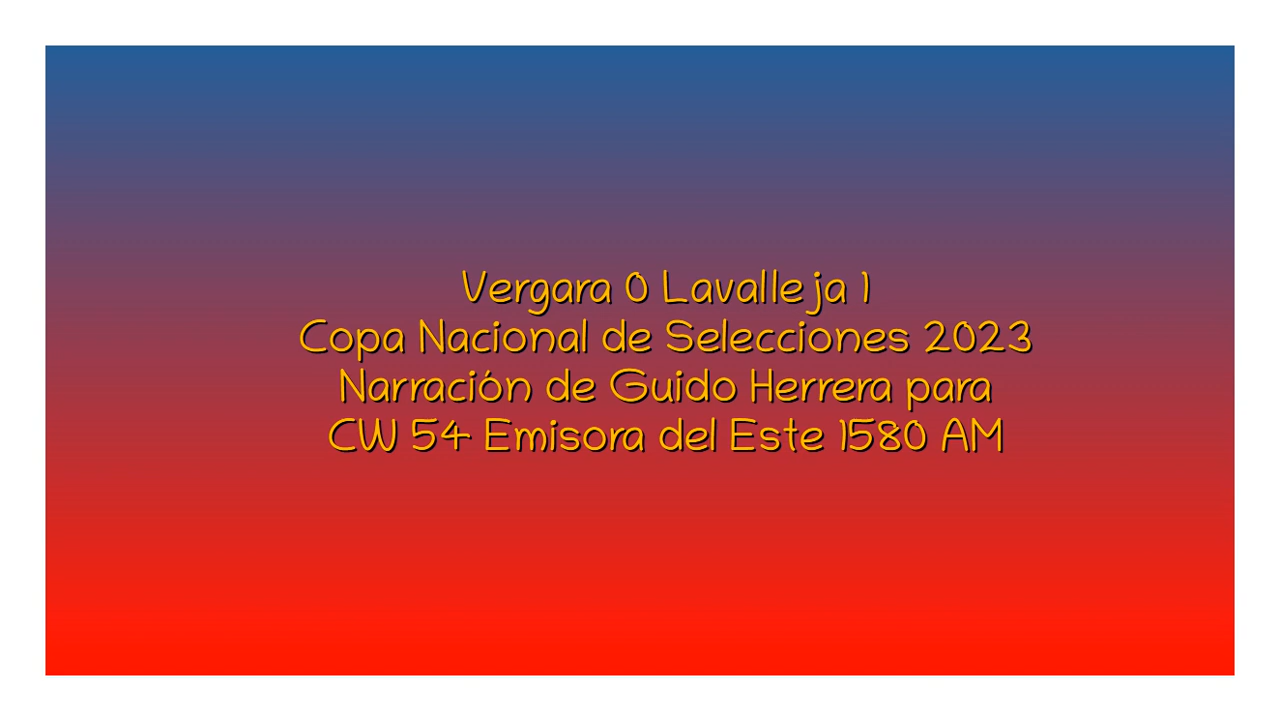 Vergara 0 Lavalleja 1
Copa Nacional de Selecciones 2023
Narración de Guido Herrera para
CW 54 Emisora del Este 1580 AM